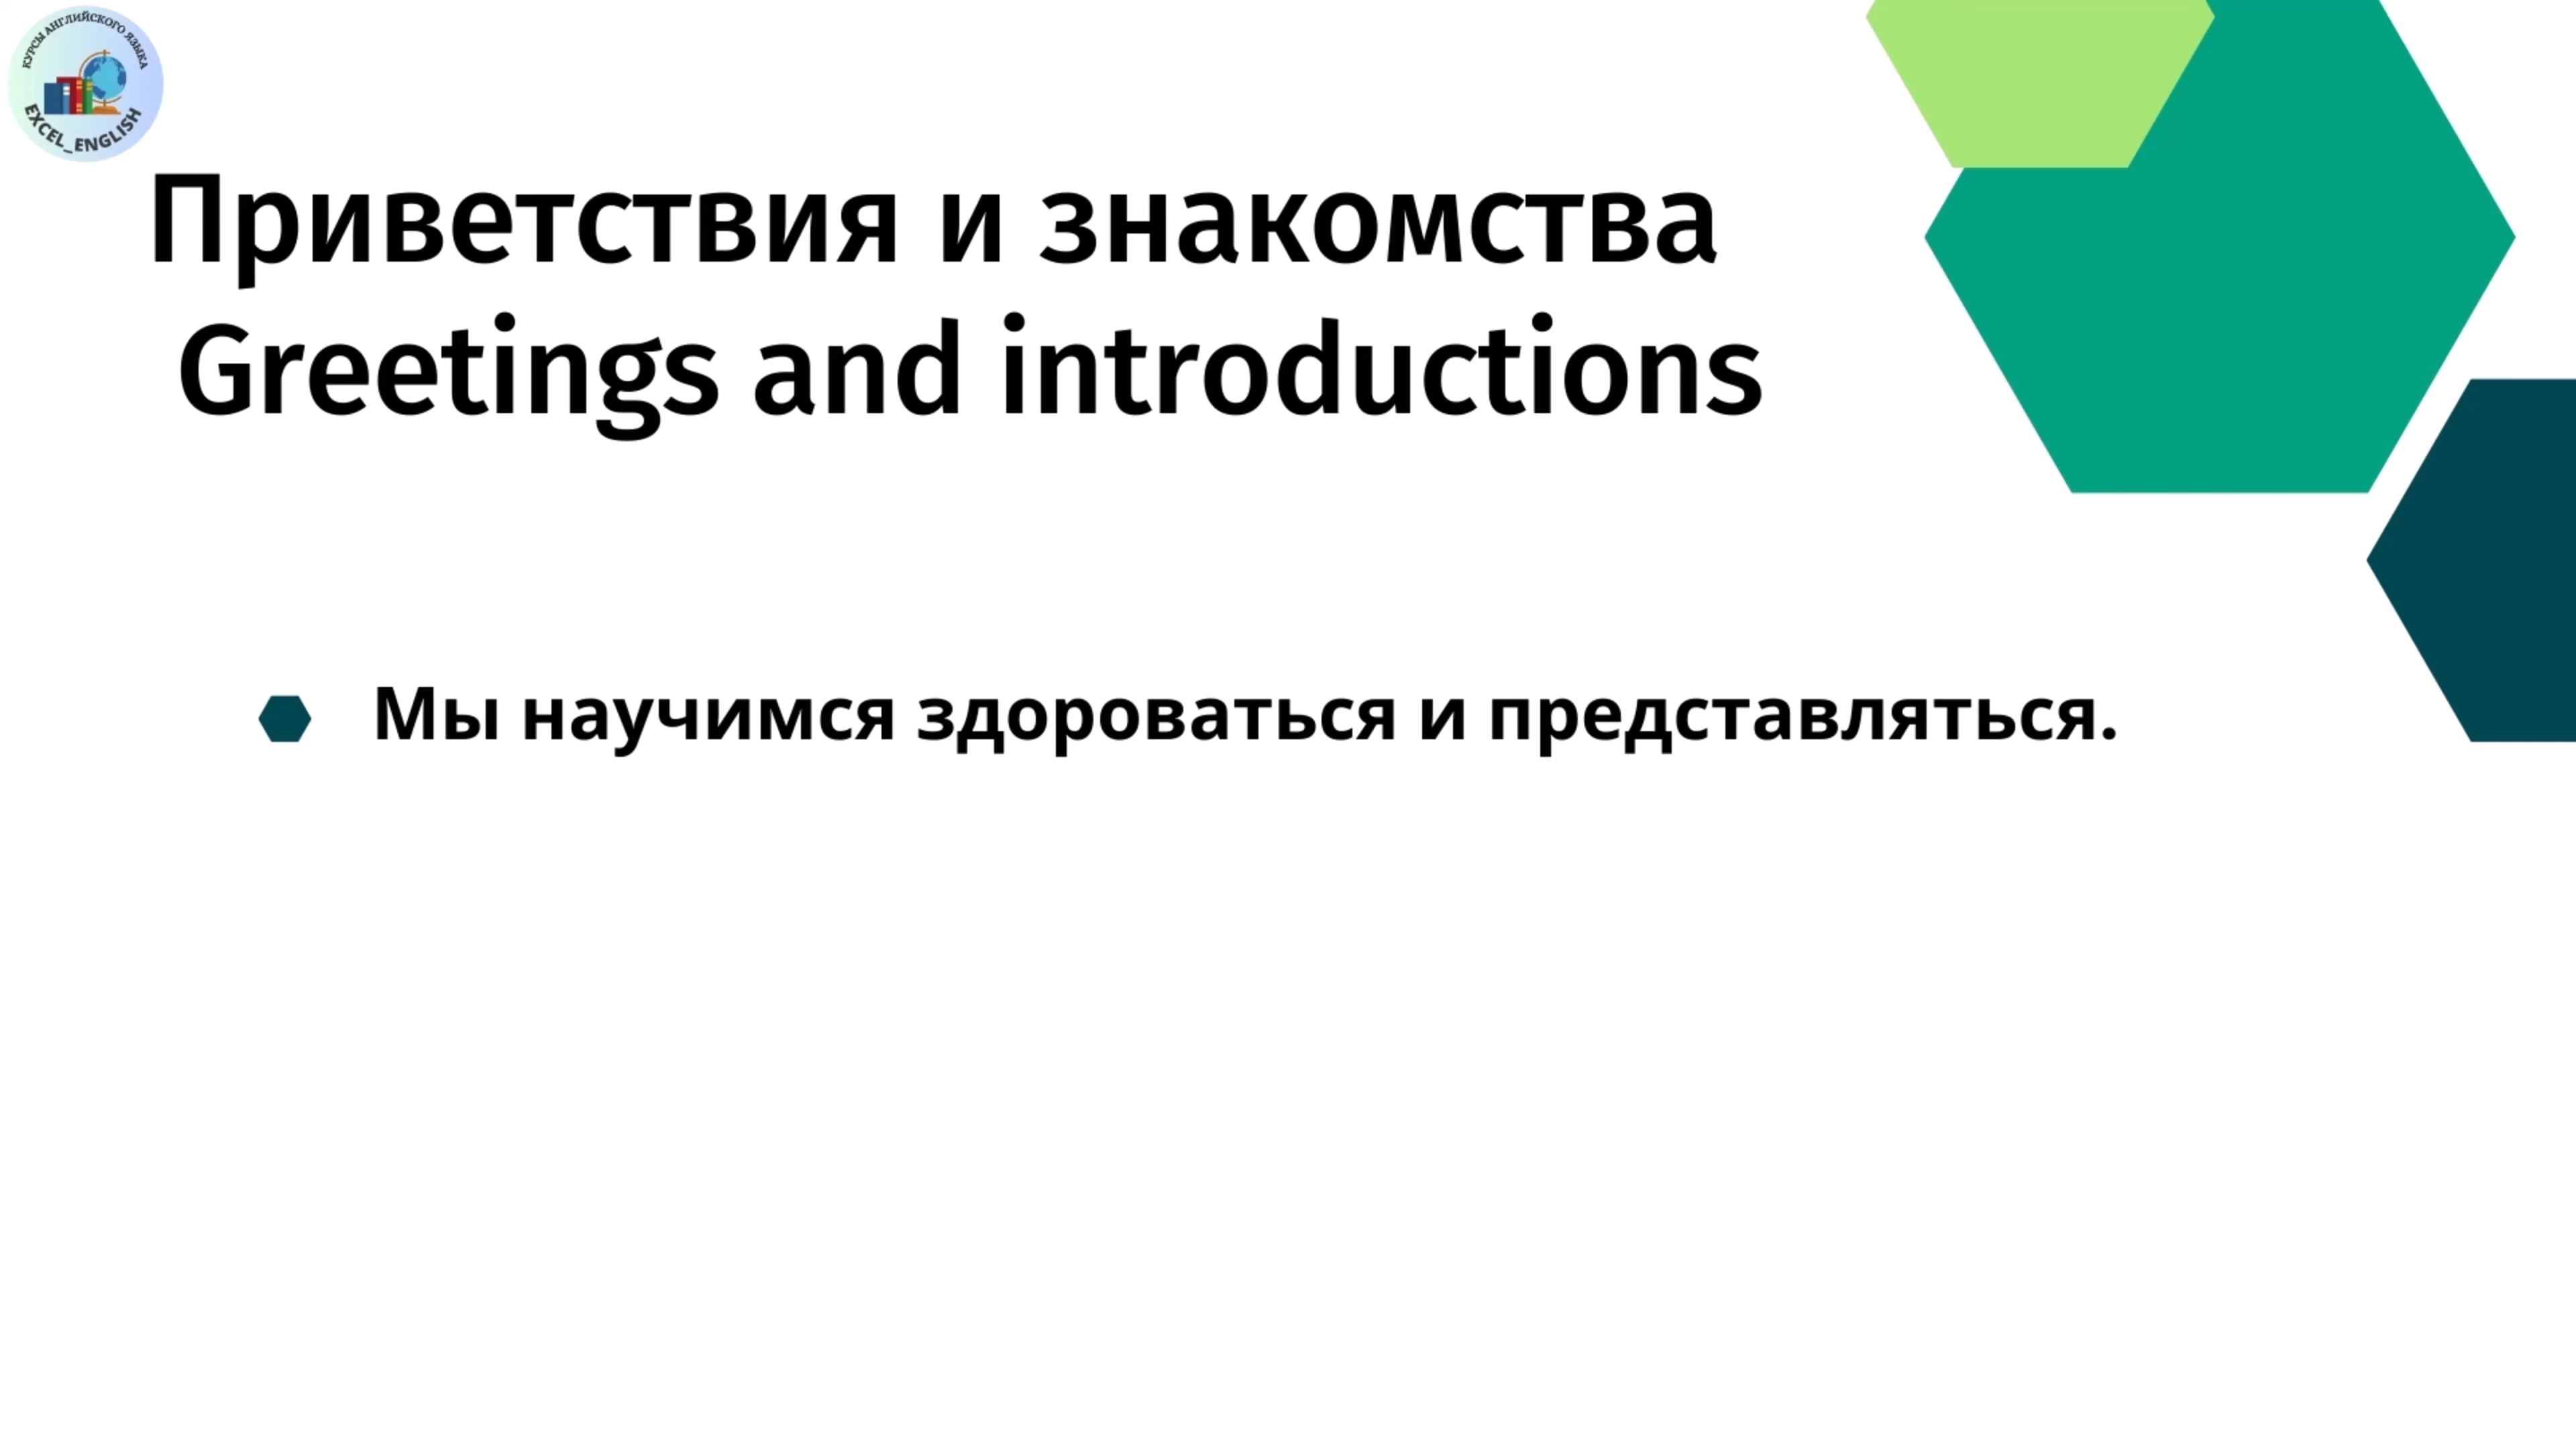 КУРСЫ АНГЛИЙСКОГО ЯЗЫКА
EXCEL_ENGLISH
Приветствия и знакомства
Greetings and introductions
Мы научимся здороваться и представляться.